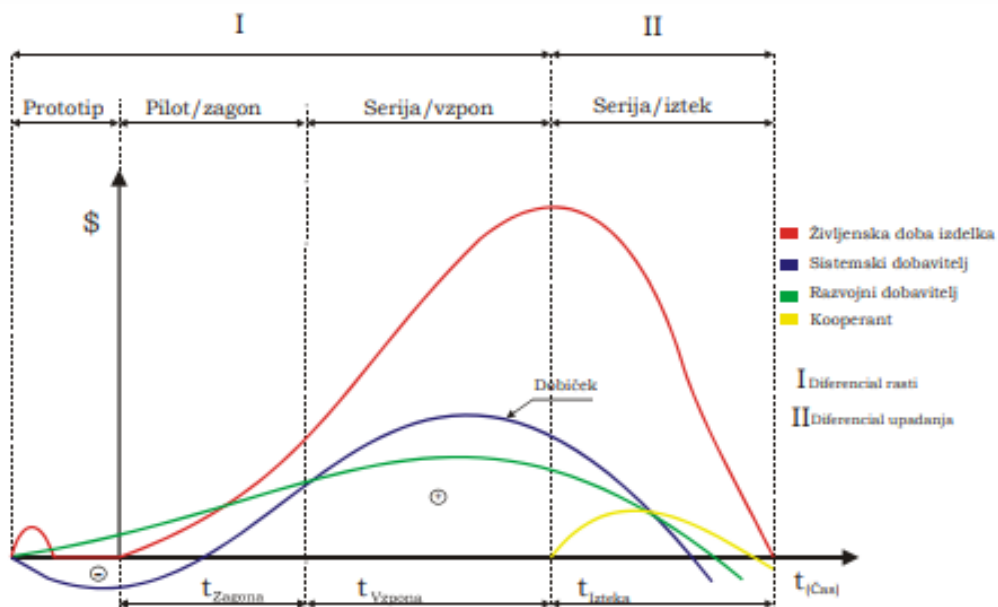 I II
Prototip Pilot/zagon Serija/vzpon Serija/iztek
$
Življenska doba izdelka
Sistemski dobavitelj
Razvojni dobavitelj
Kooperant
Dobiček
I Diferencial rasti
II Diferencial upadanja
+
-
t Zagona t Vzpona t Izteka t [Čas]